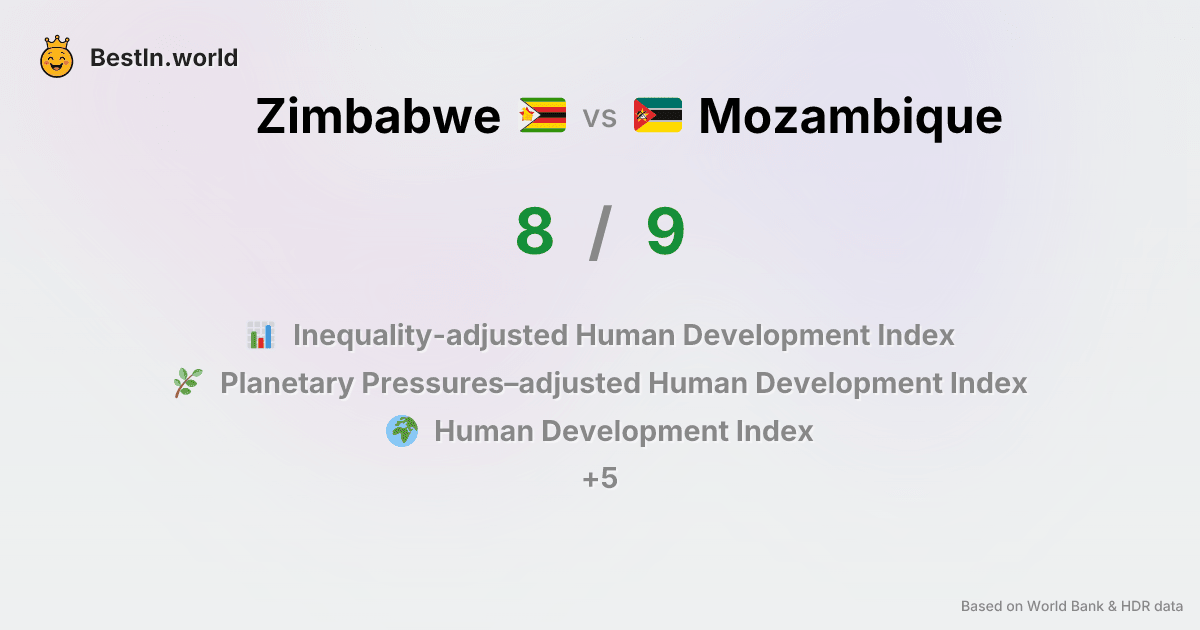 BestIn.world
Zimbabwe vs Mozambique
8 / 9
Inequality-adjusted Human Development Index
Planetary Pressures–adjusted Human Development Index
Human Development Index
+5
Based on World Bank & HDR data